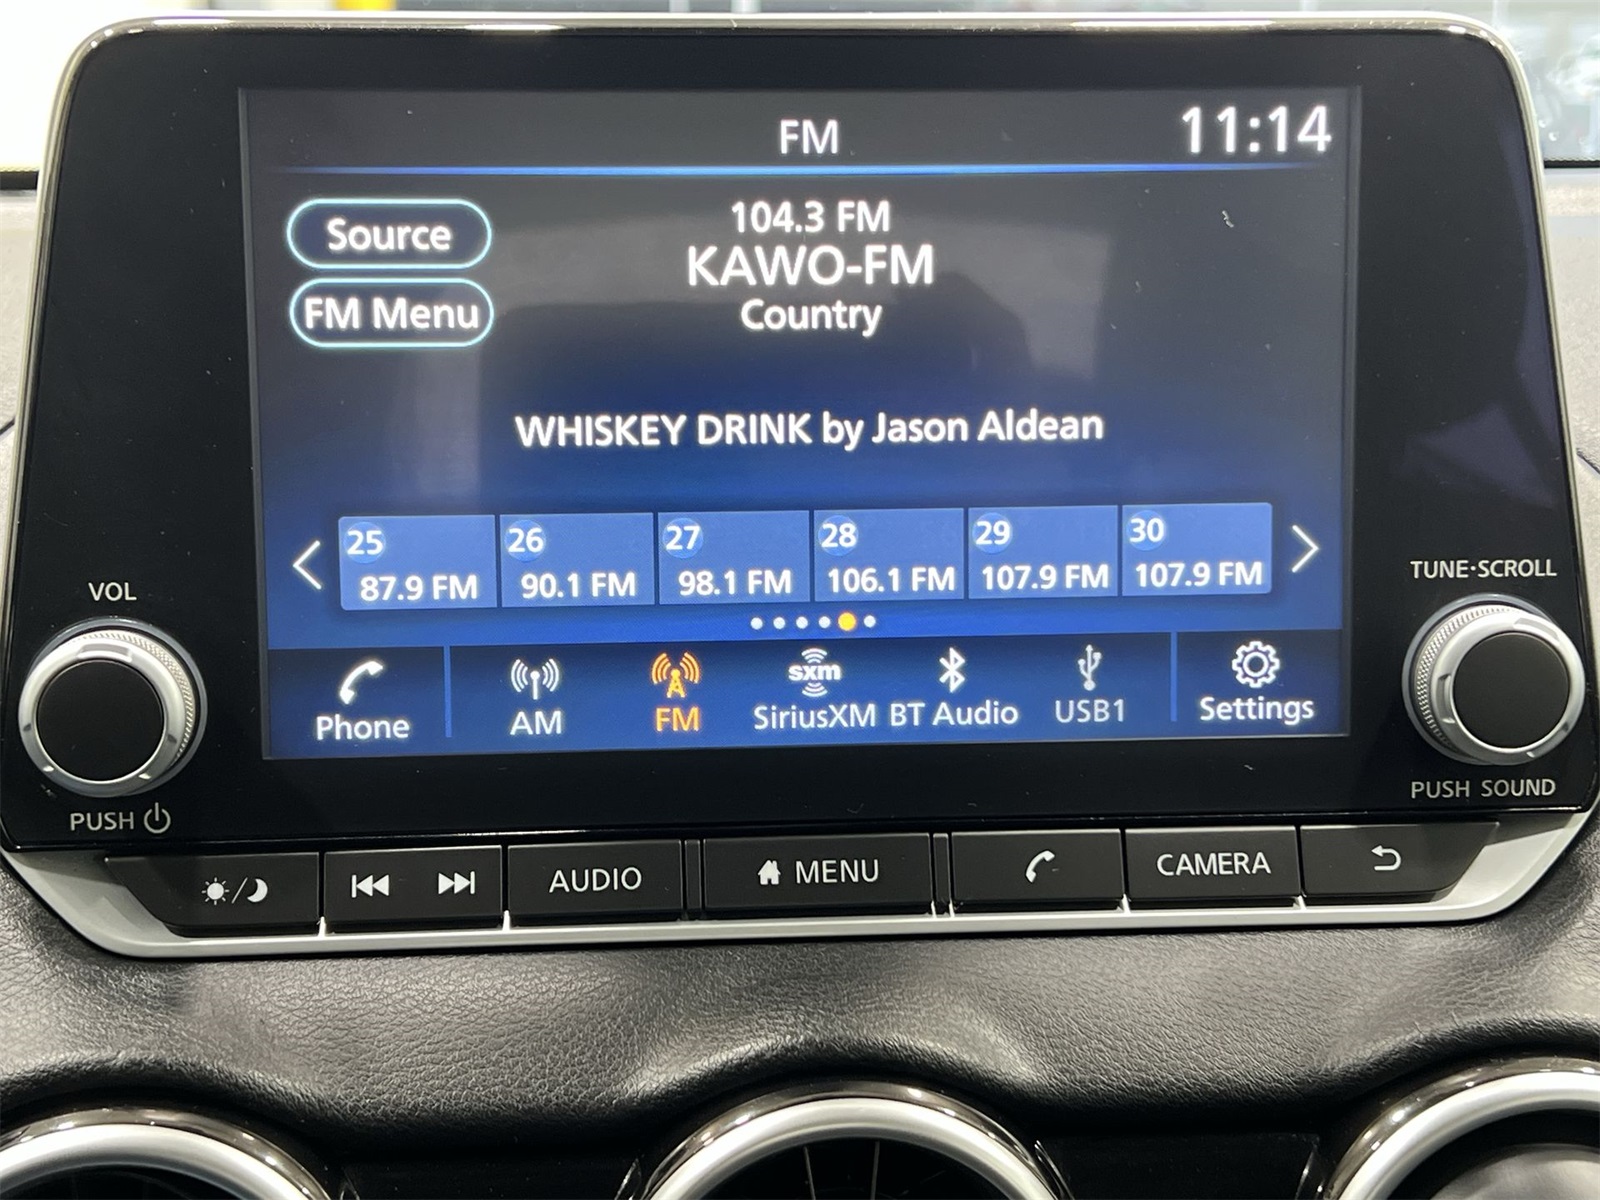 FM
11:14
Source
104.3 FM
KAWO-FM
FM Menu
Country
WHISKEY DRINK by Jason Aldean
25 26 27 28 29 30
87.9 FM 90.1 FM 98.1 FM 106.1 FM 107.9 FM 107.9 FM
VOL
TUNE·SCROLL
sxm
Phone AM FM SiriusXM BT Audio USB1 Settings
PUSH
PUSH SOUND
AUDIO MENU CAMERA